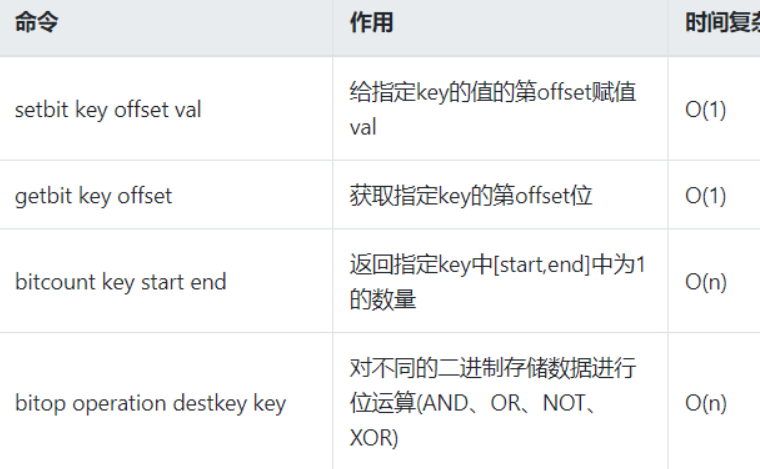 命令 作用 时间复杂
setbit key offset val 给指定key的值的第offset赋值 O(1)
val
getbit key offset 获取指定key的第offset位 O(1)
bitcount key start end 返回指定key中[start,end]中为1 O(n)
的数量
bitop operation destkey key 对不同的二进制存储数据进行 O(n)
位运算(AND、OR、NOT、
XOR)